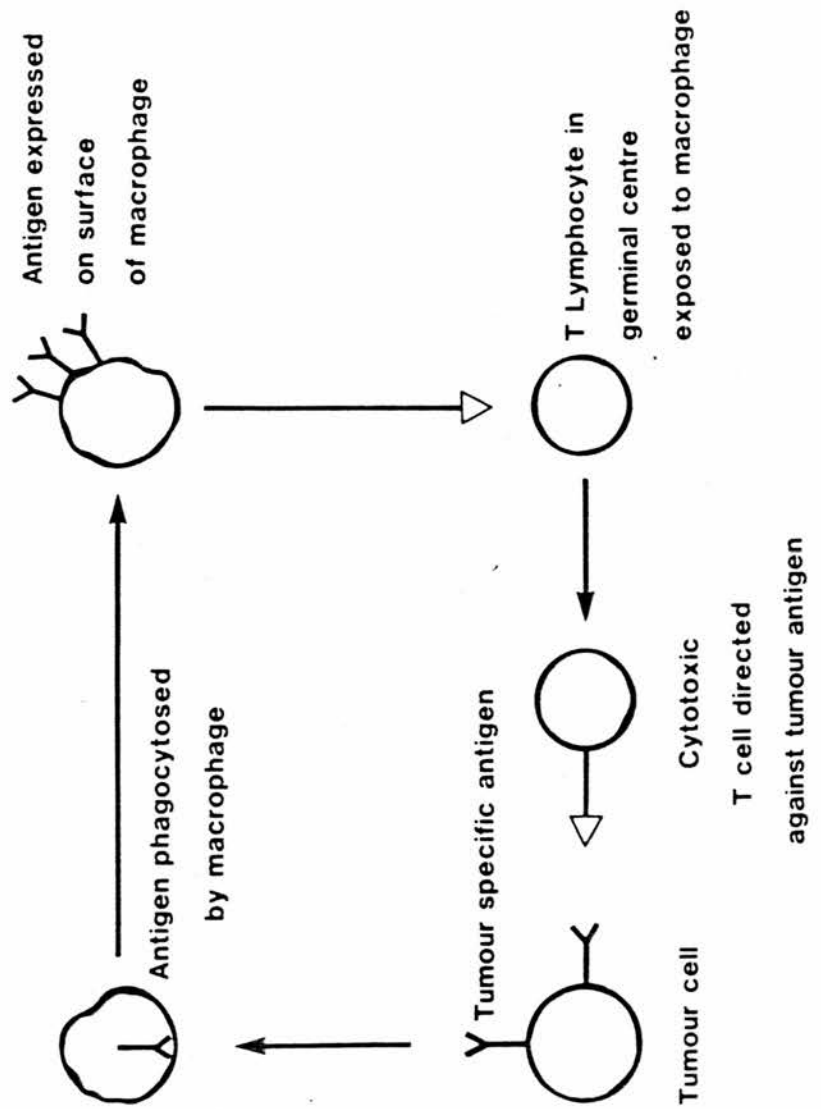 Antigen phagocytosed
by macrophage
Antigen expressed
on surface
of macrophage
Tumour specific antigen
Tumour cell
Cytotoxic
T cell directed
against tumour antigen
T Lymphocyte in
germinal centre
exposed to macrophage